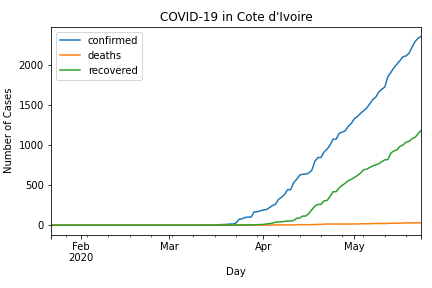 COVID-19 in Cote d'Ivoire
confirmed
deaths
recovered
Number of Cases
2000
1500
1000
500
0
Feb
2020
Mar
Apr
May
Day